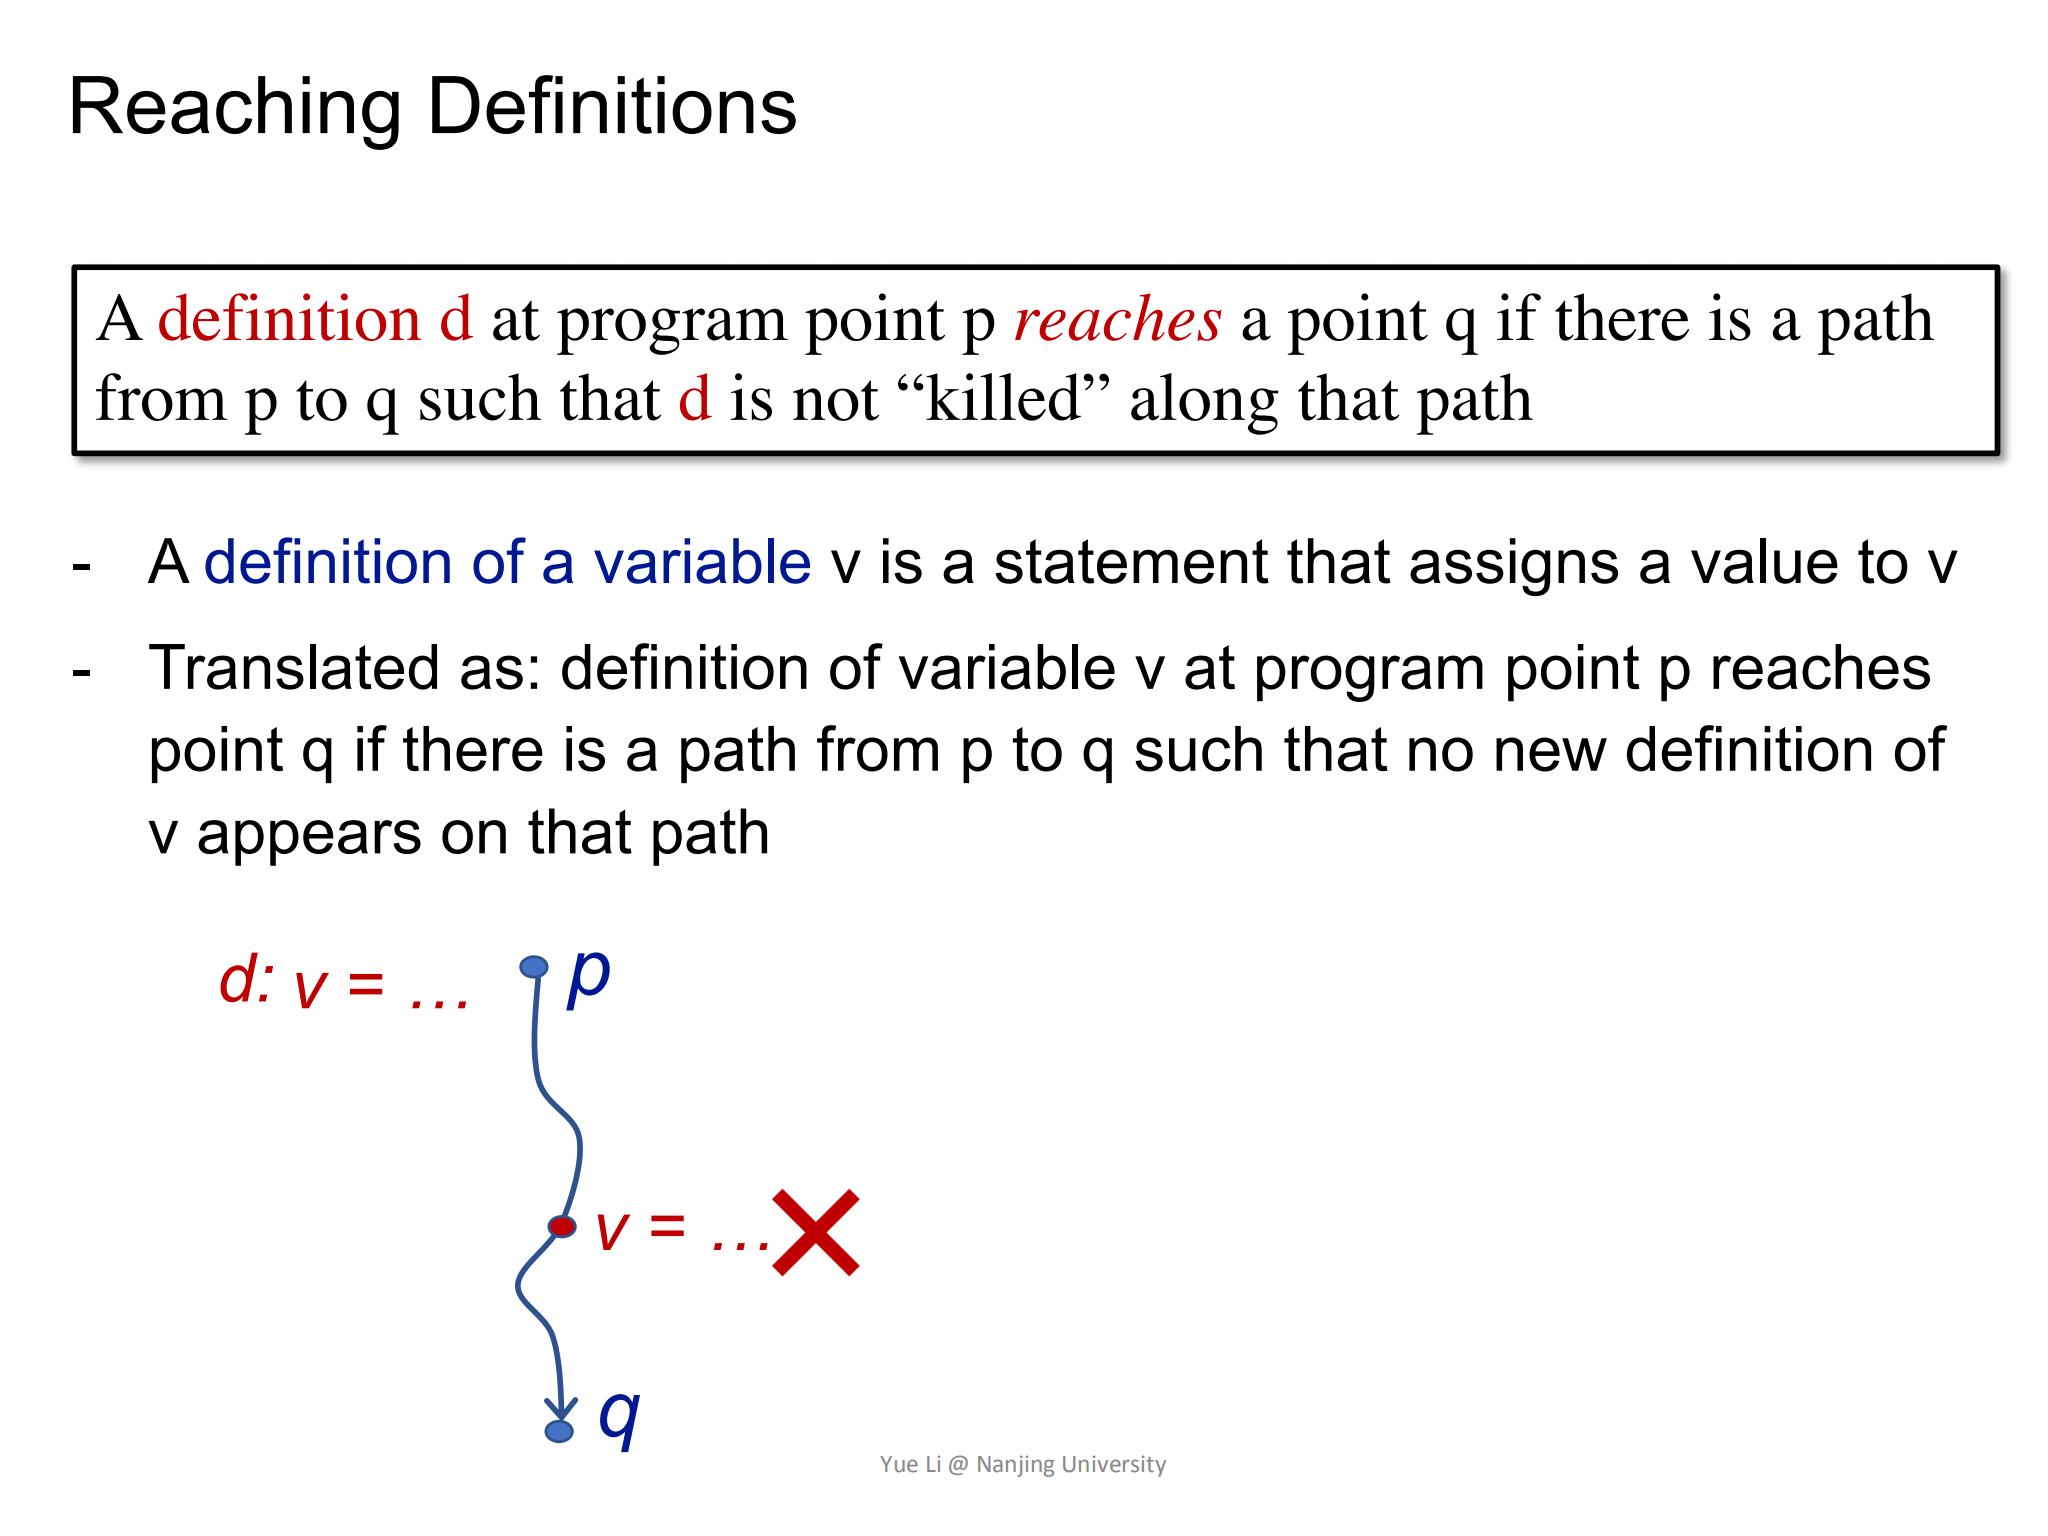 Reaching Definitions
A definition d at program point p reaches a point q if there is a path
from p to q such that d is not “killed” along that path
- A definition of a variable v is a statement that assigns a value to v
- Translated as: definition of variable v at program point p reaches
point q if there is a path from p to q such that no new definition of
v appears on that path
d: v = … p
v = …
q
Yue Li @ Nanjing University